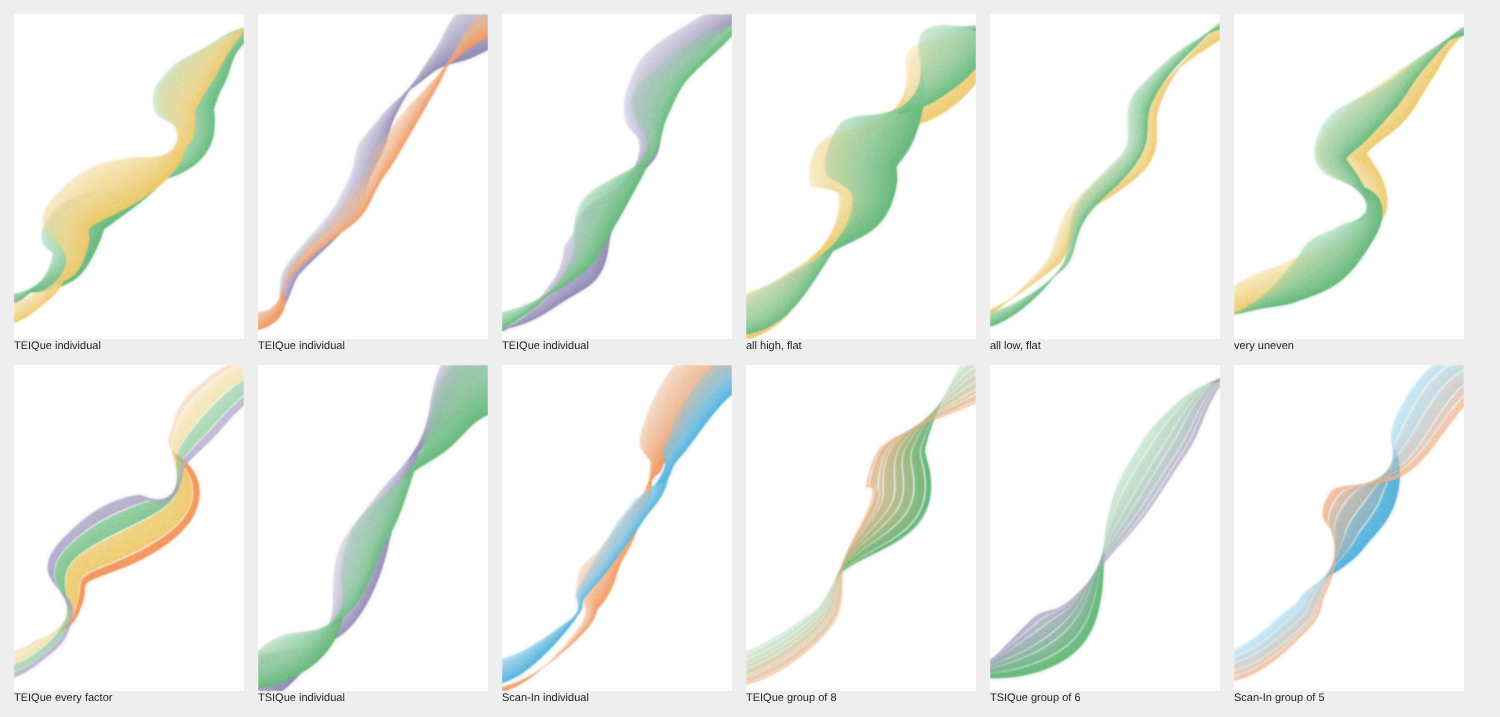 TEIQue individual
TEIQue individual
TEIQue individual
all high, flat
all low, flat
very uneven
TEIQue every factor
TSIQue individual
Scan-In individual
TEIQue group of 8
TSIQue group of 6
Scan-In group of 5